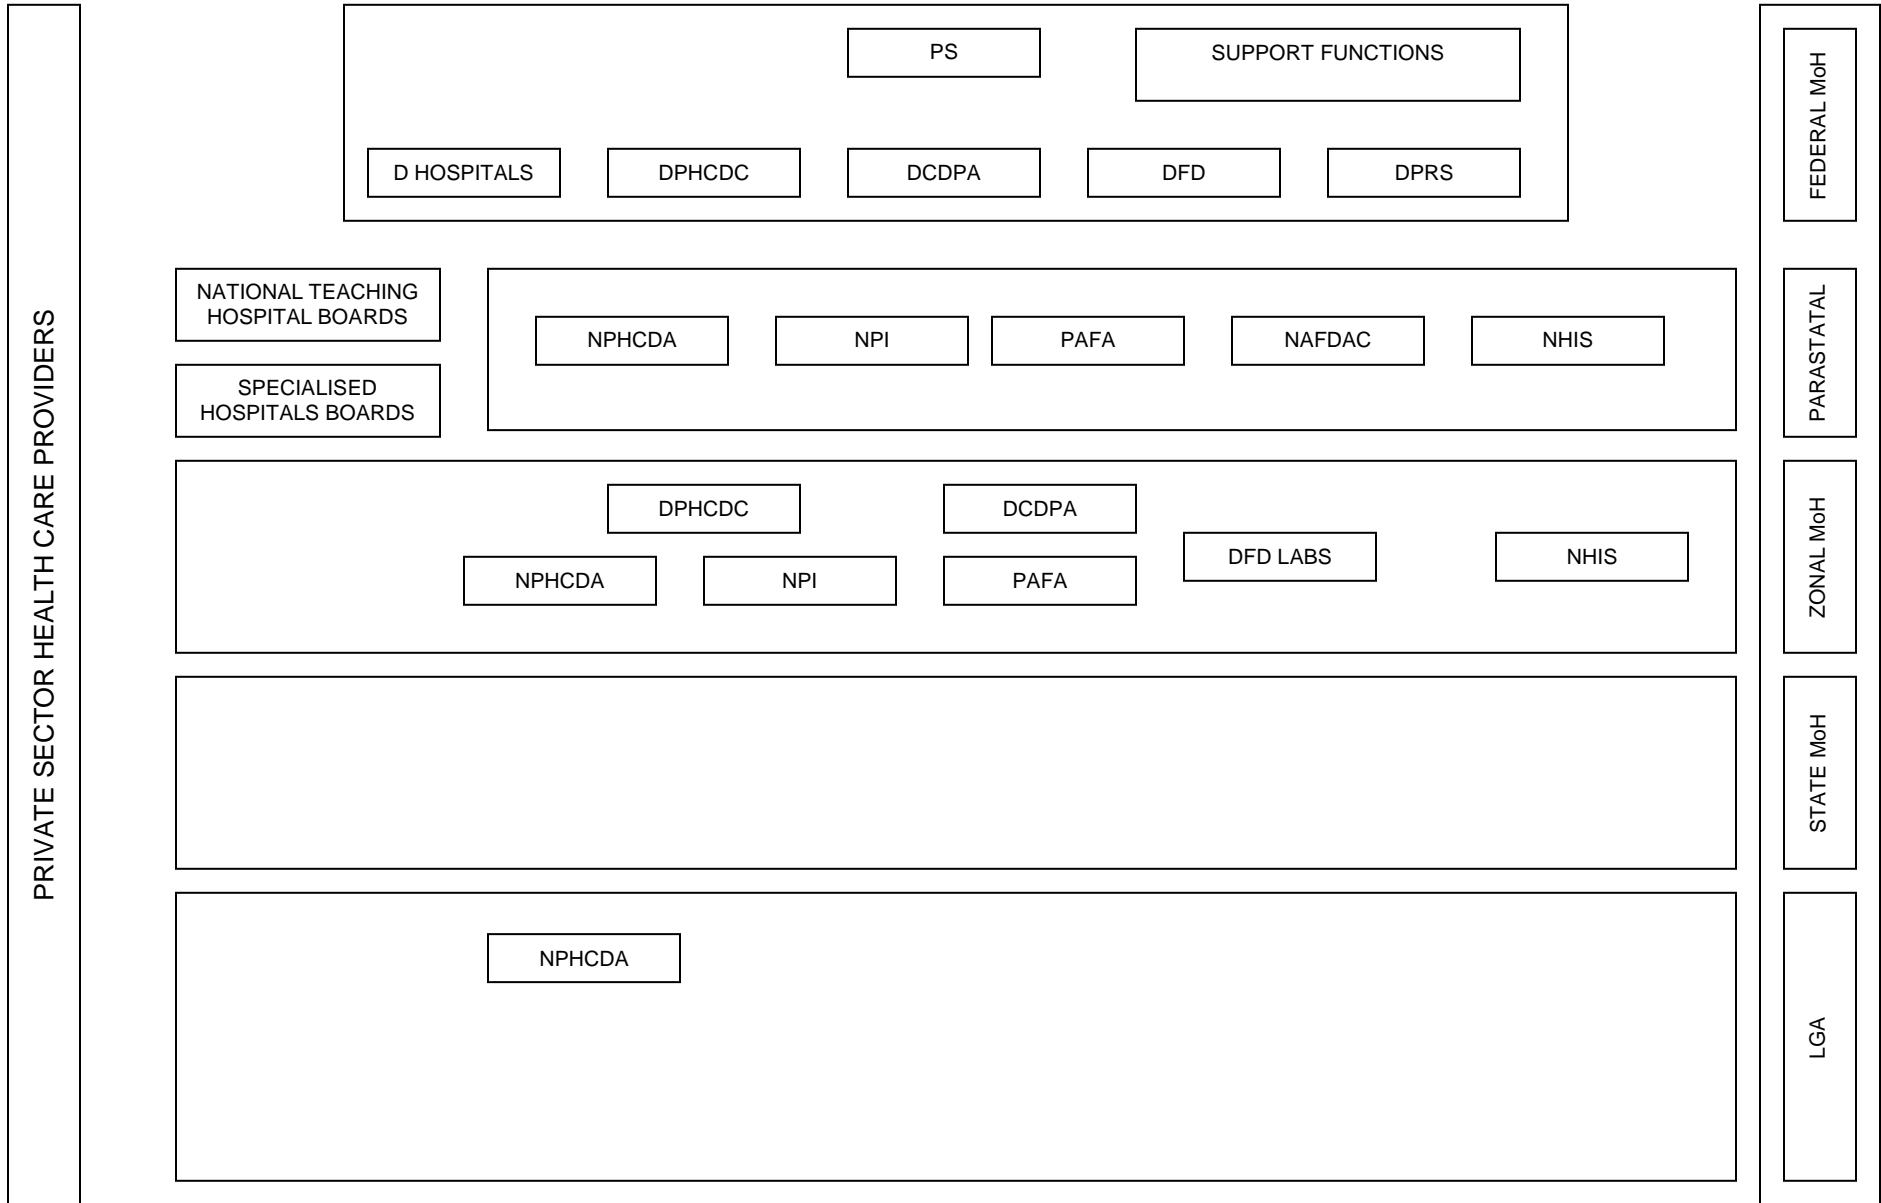 PRIVATE SECTOR HEALTH CARE PROVIDERS
PS
SUPPORT FUNCTIONS
D HOSPITALS
DPHCDC
DCDPA
DFD
DPRS
FEDERAL MoH
NATIONAL TEACHING
HOSPITAL BOARDS
SPECIALISED
HOSPITALS BOARDS
NPHCDA
NPI
PAFA
NAFDAC
NHIS
PARASTATAL
DPHCDC
DCDPA
NPHCDA
NPI
PAFA
DFD LABS
NHIS
ZONAL MoH
STATE MoH
NPHCDA
LGA